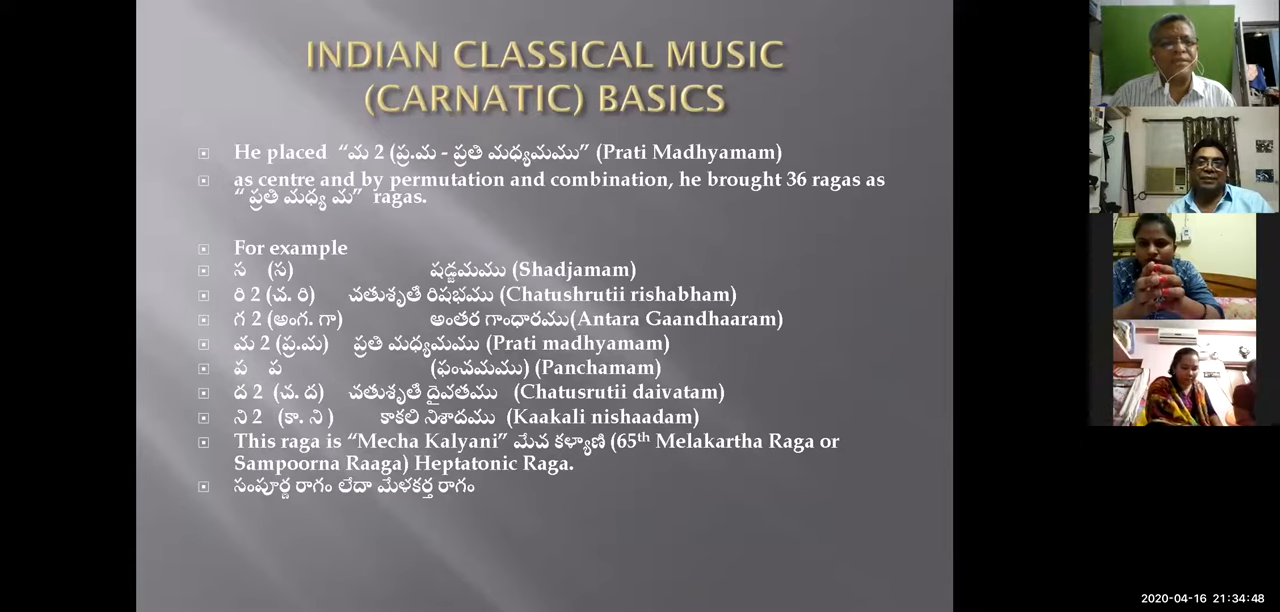 INDIAN CLASSICAL MUSIC
(CARNATIC) BASICS
He placed “మ 2 (ప్ర.మ - ప్రతి మధ్యమము” (Prati Madhyamam)
as centre and by permutation and combination, he brought 36 ragas as
“ ప్రతి మధ్య మ” ragas.
For example
స (స) షడ్జమము (Shadjamam)
రి 2 (చ. రి) చతుశృతీ రిషభము (Chatushrutii rishabham)
గ 2 (అంగ. గా) అంతర గాంధారము(Antara Gaandhaaram)
మ 2 (ప్ర.మ) ప్రతి మధ్యమము (Prati madhyamam)
ప ప (ఫంచమము) (Panchamam)
ద 2 (చ. ద) చతుశృతీ దైవతము (Chatusrutii daivatam)
ని 2 (కా. ని ) కాకలి నిశాదము (Kaakali nishaadam)
This raga is “Mecha Kalyani” మేచ కళ్యాణి (65th Melakartha Raga or
Sampoorna Raaga) Heptatonic Raga.
సంపూర్ణ రాగం లేదా మేళకర్త రాగం
2020-04-16 21:34:48